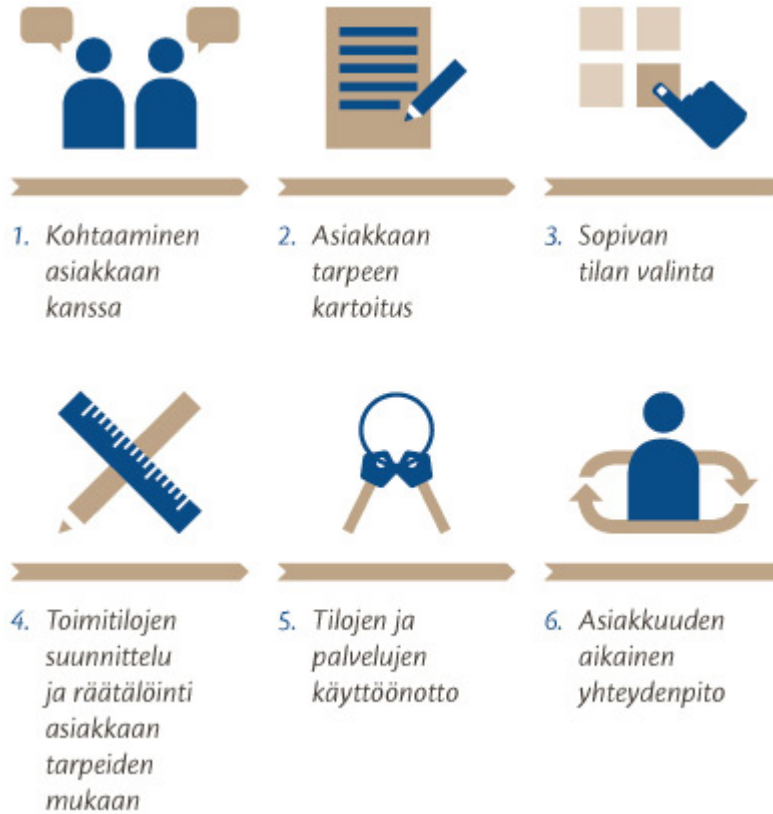 1. Kohtaaminen
asiakkaan
kanssa
2. Asiakkaan
tarpeen
kartoitus
3. Sopivan
tilan valinta
4. Toimitilojen
suunnittelu
ja räätälöinti
asiakkaan
tarpeiden
mukaan
5. Tilojen ja
palvelujen
käyttöönotto
6. Asiakkuuden
aikainen
yhteydenpito